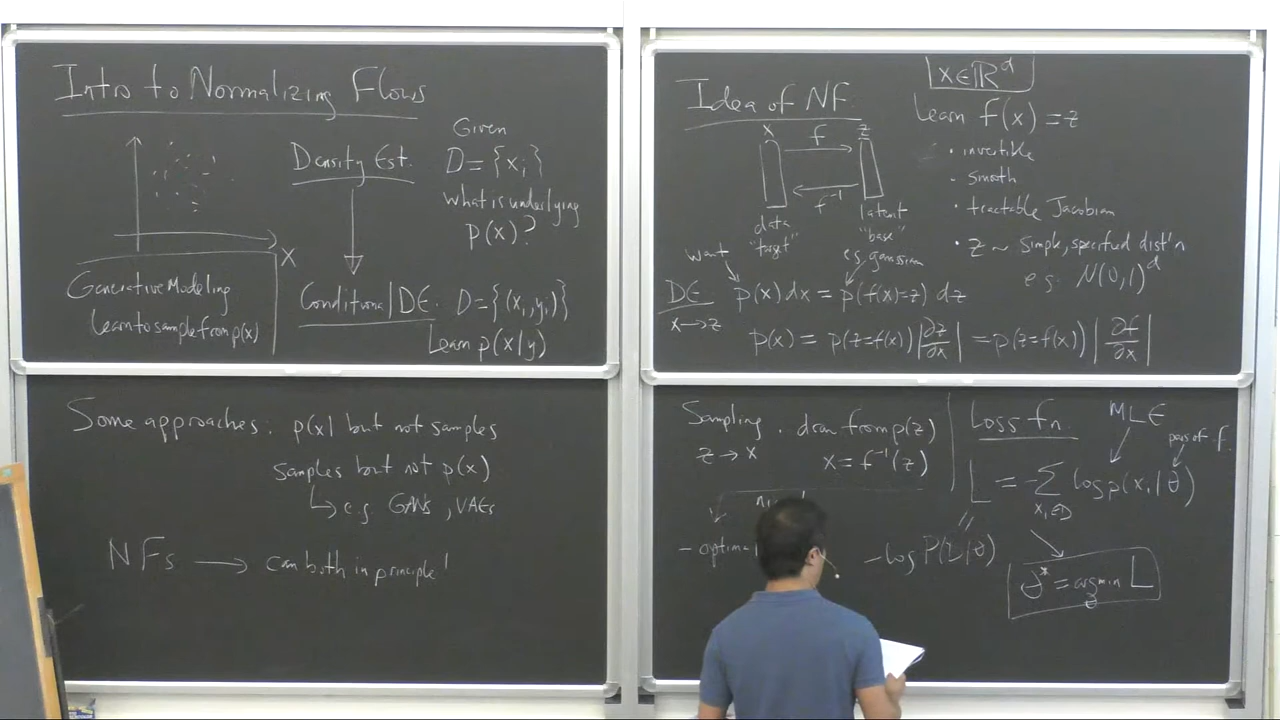 Intro to Normalizing Flows
Density Est.
Given
D = {x_i}
what is underlying
p(x)?
X
Generative Modeling
learn to sample from p(x)
Conditional DE. D = {(x_i, y_i)}
Learn p(x|y)
Some approaches: p(x) but not samples
samples but not p(x)
↳ e.g. GANs, VAEs
NFs → can both in principle!
Idea of NF
x∈ℝ^d
Learn f(x) = z
• invertible
• smooth
• tractable Jacobian
• z ~ simple, specified dist'n
e.g. N(0,1)^d
x f z
f^-1
data
"target"
latent
"base"
e.g. gaussian
want
DE
x → z
p(x) dx = p(f(x)=z) dz
p(x) = p(z=f(x)) |∂z/∂x| = p(z=f(x)) |∂f/∂x|
Sampling. draw from p(z)
z → x
x = f^-1(z)
Loss fn.
MLE
pars of f
L = -∑ log p(x_i|θ)
x_i∈D
-log P(D|θ)
θ* = argmin L
θ